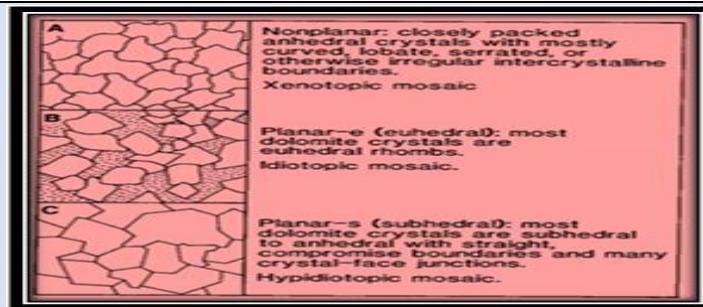 A
Nonplanar: closely packed
anhedral crystals with mostly
curved, lobate, serrated, or
otherwise irregular intercrystalline
boundaries.
Xenotopic mosaic
B
Planar-e (euhedral): most
dolomite crystals are
euhedral rhombs.
Idiotopic mosaic.
C
Planar-s (subhedral): most
dolomite crystals are subhedral
to anhedral with straight,
compromise boundaries and many
crystal-face junctions.
Hypidiotopic mosaic.